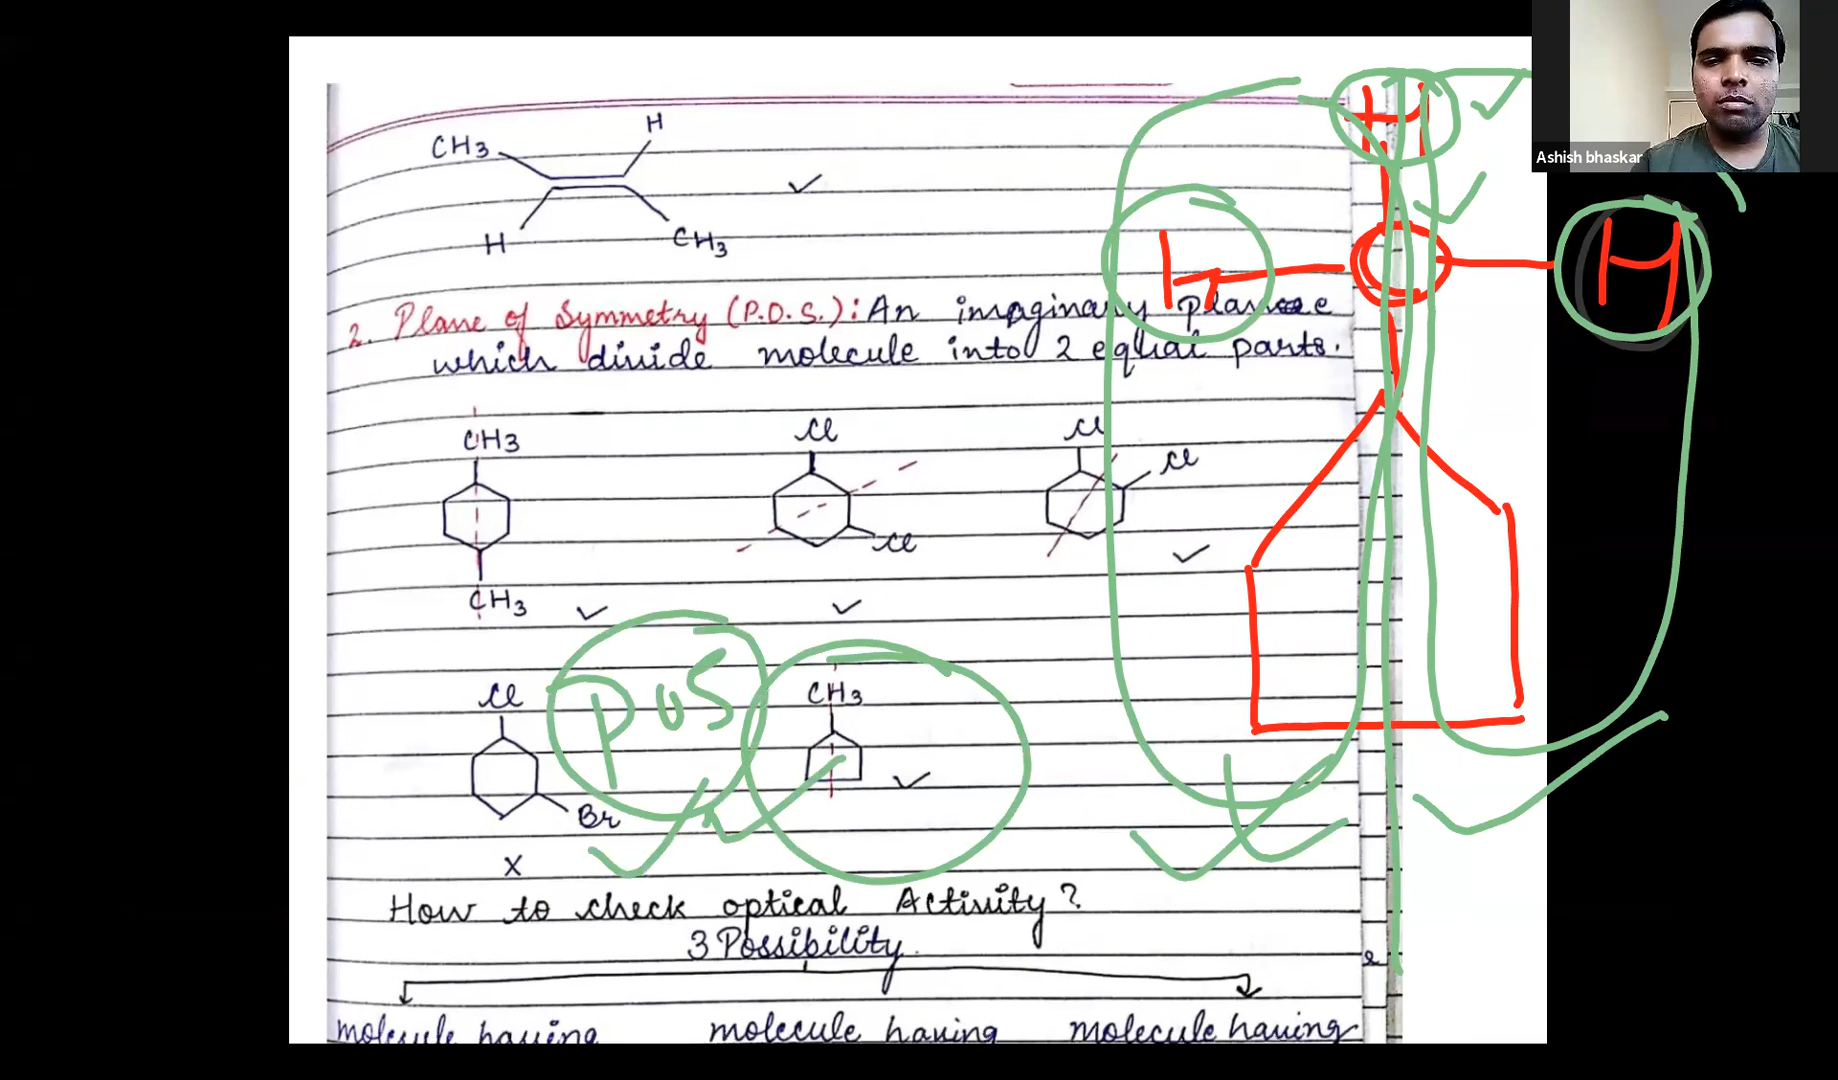 H
CH3
H
Ashish bhaskar
H CH3
H H
2. Plane of Symmetry (P.O.S.): An imaginary plane
which divide molecule into 2 equal parts.
Cl Cl
CH3 Cl
Cl
CH3
POS
Cl CH3
Br
X
How to check optical Activity?
3 Possibility.
molecule having molecule having molecule having